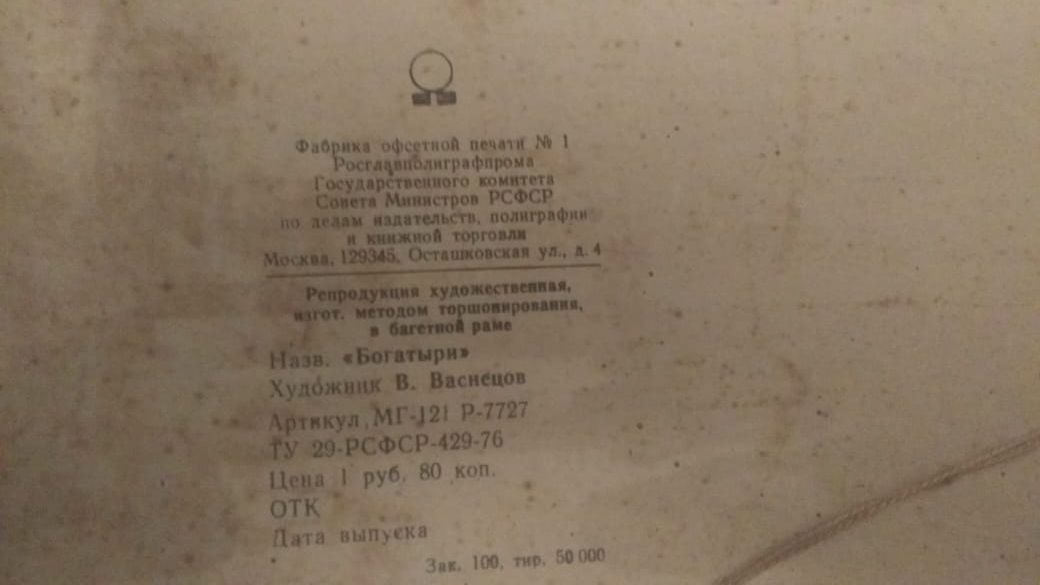 Фабрика офсетной печати № 1
Росглавполиграфпрома
Государственного комитета
Совета Министров РСФСР
по делам издательств, полиграфии
и книжной торговли
Москва, 129345, Осташковская ул., д. 4
Репродукция художественная,
изгот. методом торшонирования,
в багетной раме
Назв. «Богатыри»
Художник В. Васнецов
Артикул МГ-121 Р-7727
ТУ 29-РСФСР-429-76
Цена 1 руб. 80 коп.
ОТК
Дата выпуска
Зак. 100, тир. 50 000